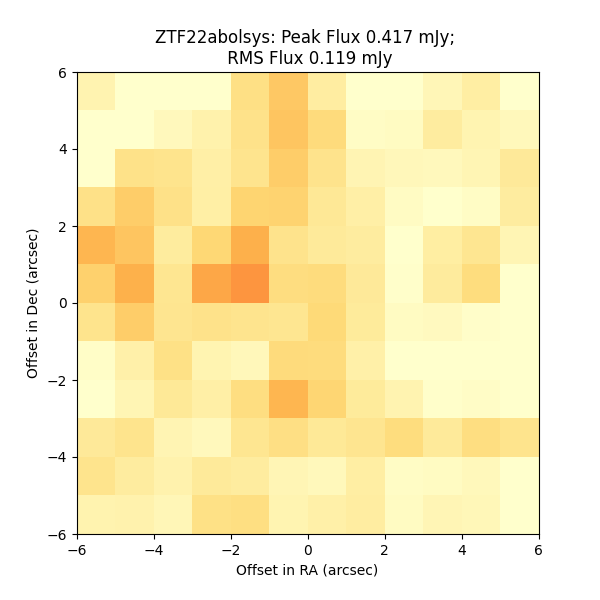 ZTF22abolsys: Peak Flux 0.417 mJy;
RMS Flux 0.119 mJy
6
4
2
0
−2
−4
−6
Offset in Dec (arcsec)
−6 −4 −2 0 2 4 6
Offset in RA (arcsec)